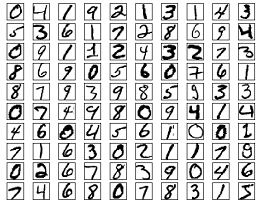 0 4 1 9 2 1 3 1 4 3
5 3 6 1 7 2 8 6 9 4
0 9 1 1 2 4 3 2 7 3
8 6 9 0 5 6 0 7 6 1
8 7 9 3 9 8 5 9 3 3
0 7 4 9 8 0 9 4 1 4
4 6 0 4 5 6 1 0 0 1
7 1 6 3 0 2 1 1 7 9
0 2 6 7 8 3 9 0 4 6
7 4 6 8 0 7 8 3 1 5